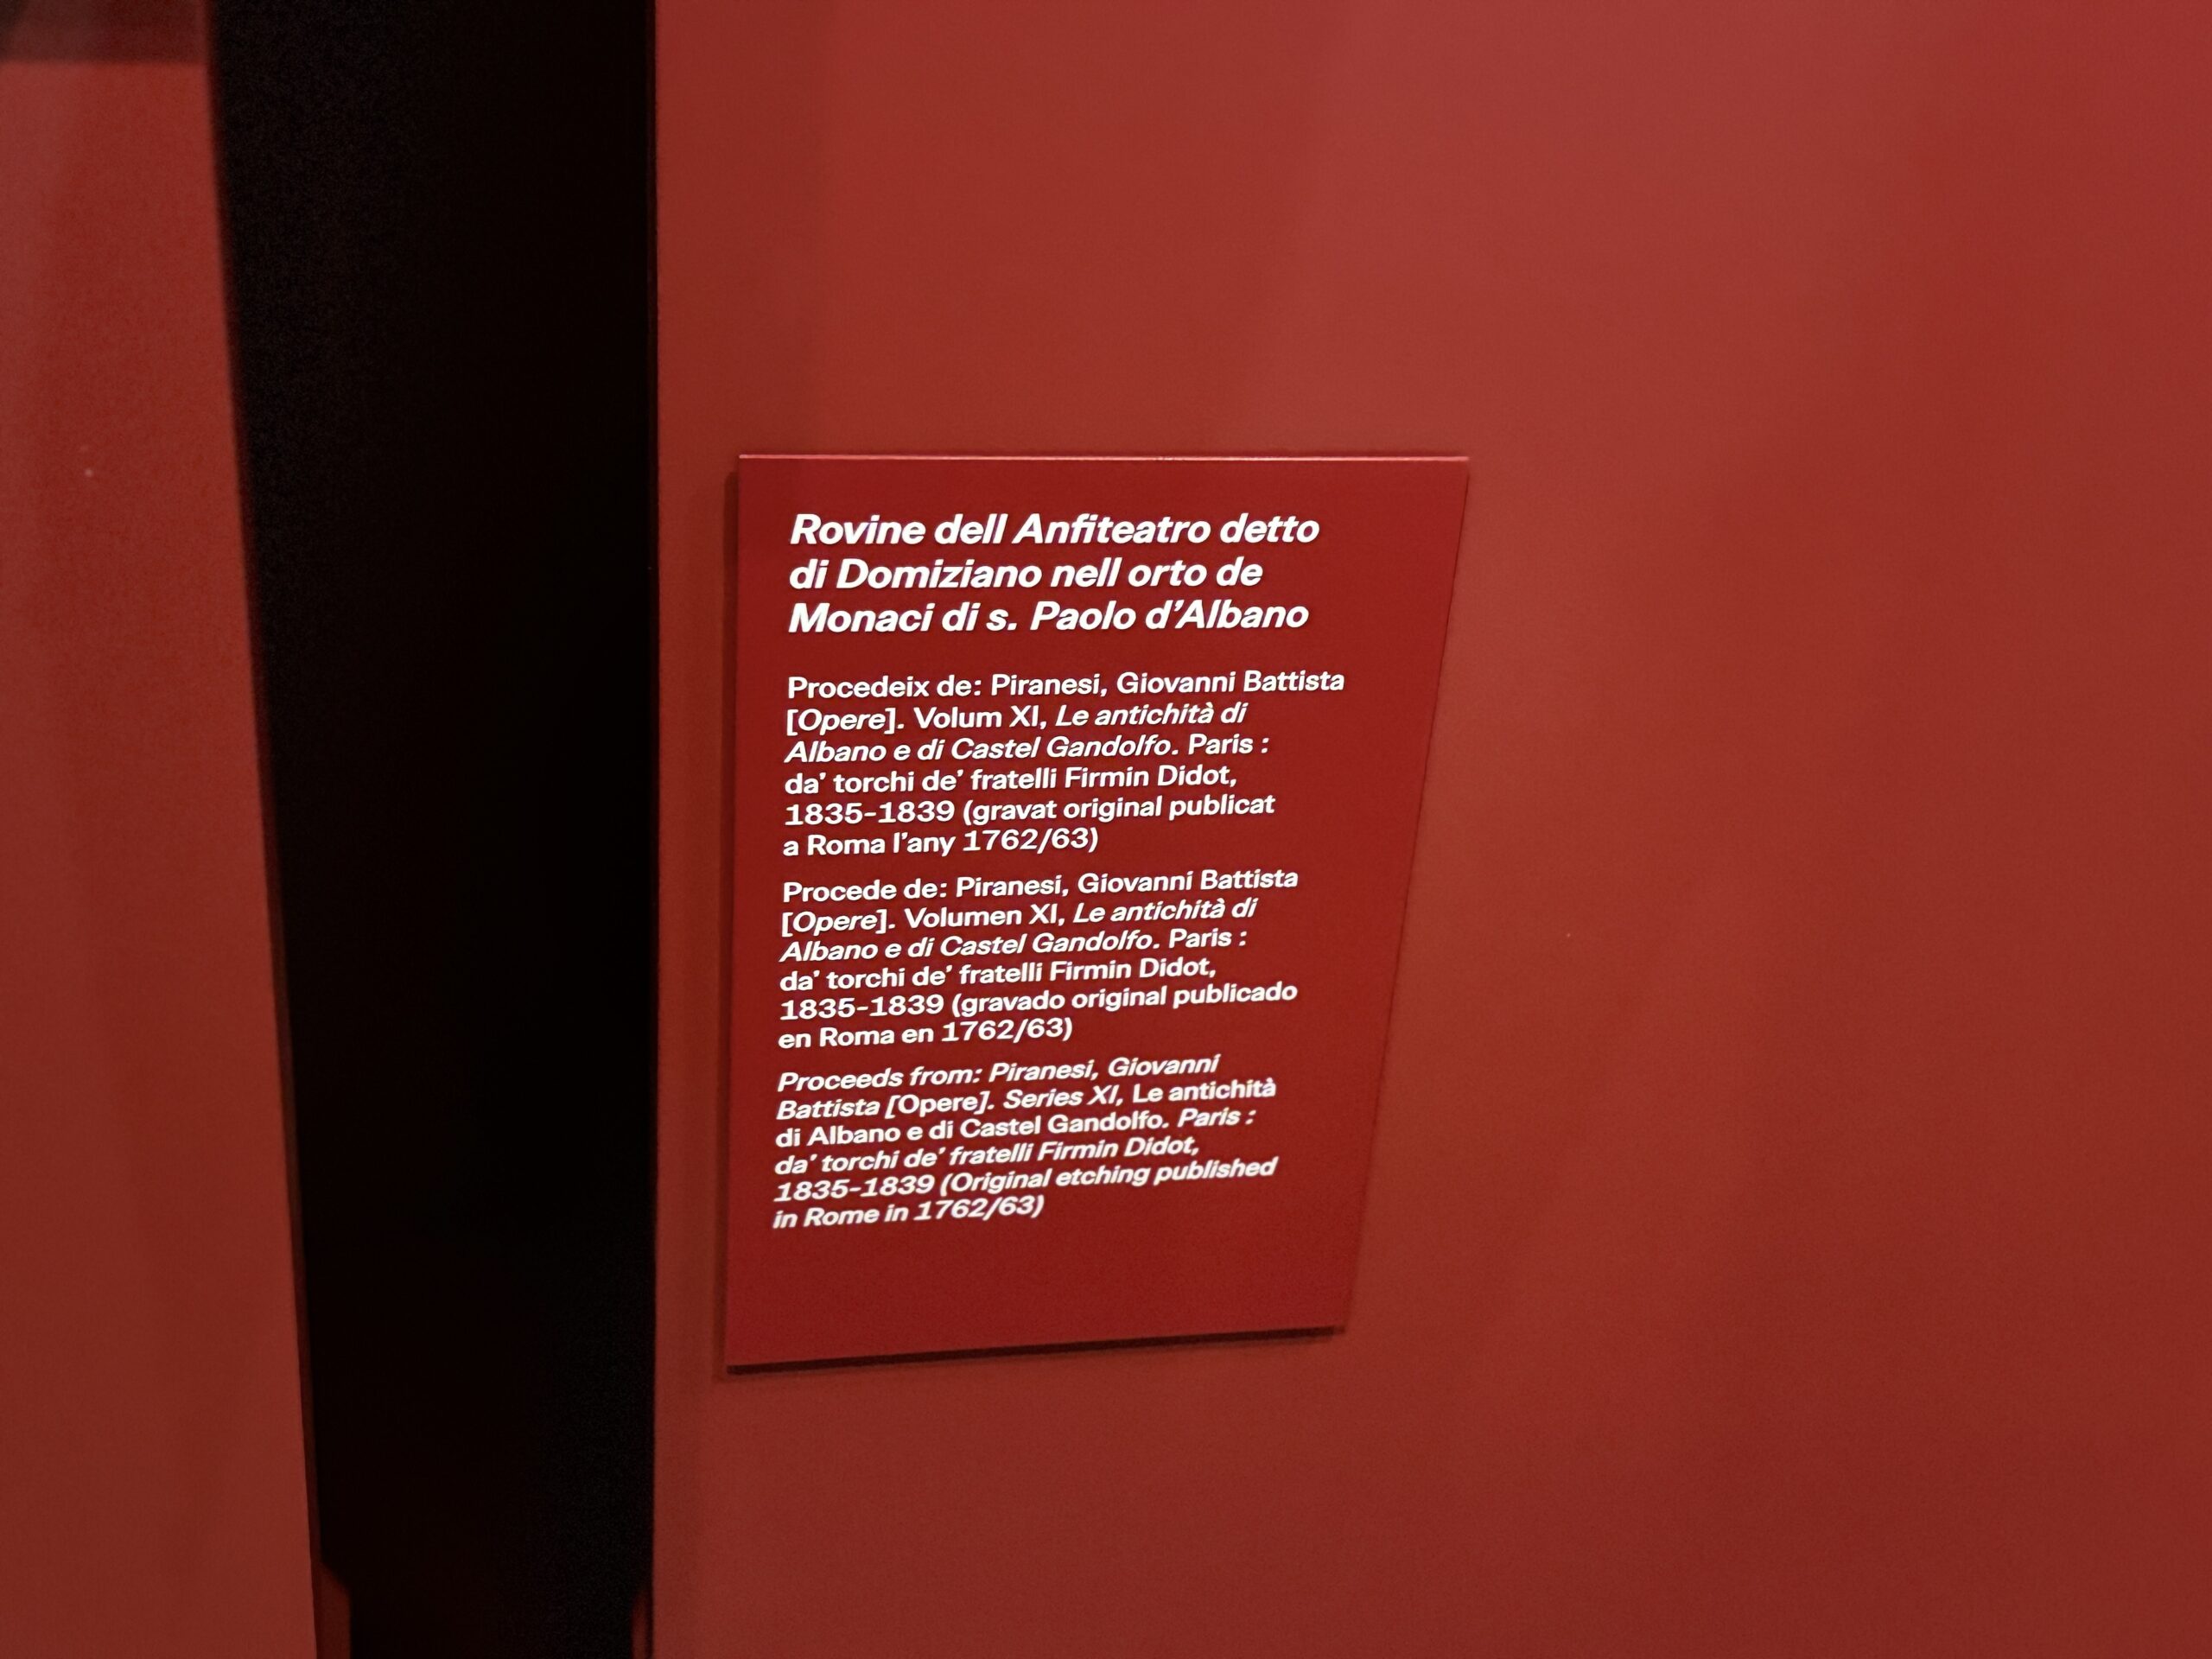 Rovine dell Anfiteatro detto
di Domiziano nell orto de
Monaci di s. Paolo d’Albano
Procedeix de: Piranesi, Giovanni Battista
[Opere]. Volum XI, Le antichità di
Albano e di Castel Gandolfo. Paris :
da’ torchi de’ fratelli Firmin Didot,
1835-1839 (gravat original publicat
a Roma l’any 1762/63)
Procede de: Piranesi, Giovanni Battista
[Opere]. Volumen XI, Le antichità di
Albano e di Castel Gandolfo. Paris :
da’ torchi de’ fratelli Firmin Didot,
1835-1839 (gravado original publicado
en Roma en 1762/63)
Proceeds from: Piranesi, Giovanni
Battista [Opere]. Series XI, Le antichità
di Albano e di Castel Gandolfo. Paris :
da’ torchi de’ fratelli Firmin Didot,
1835-1839 (Original etching published
in Rome in 1762/63)